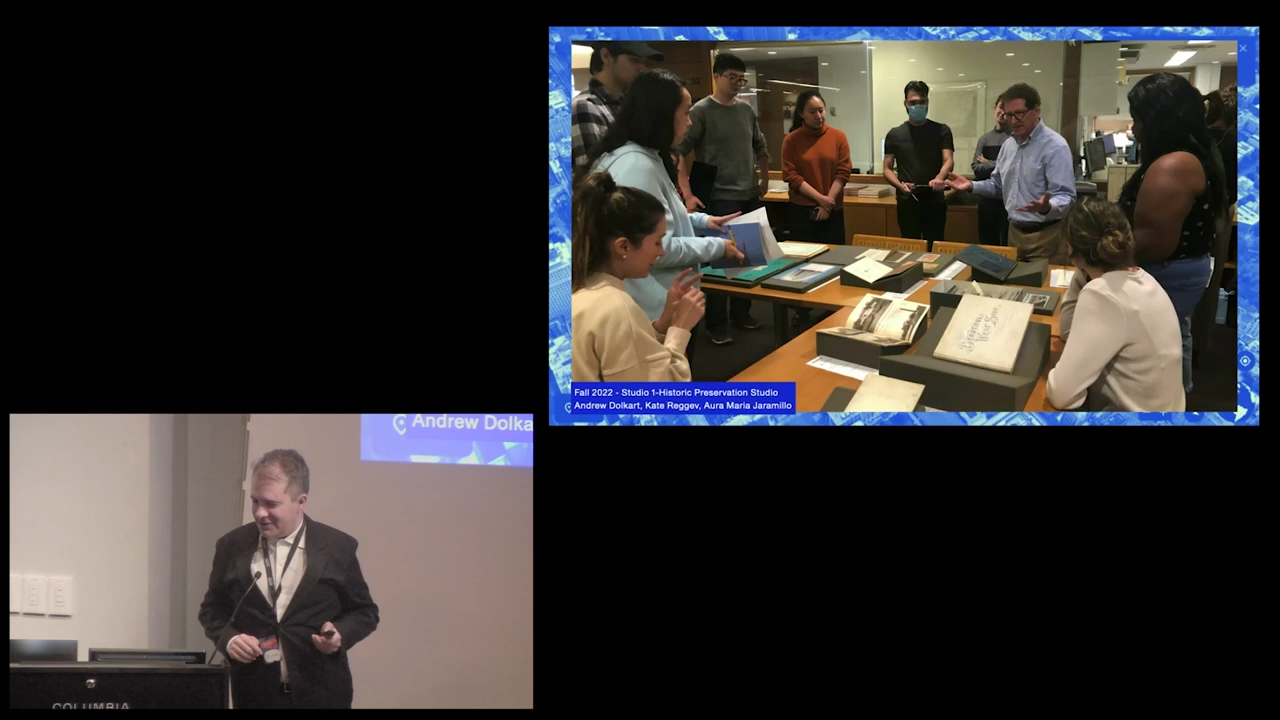 Fall 2022 - Studio 1-Historic Preservation Studio
Andrew Dolkart, Kate Reggev, Aura Maria Jaramillo
Andrew Dolka
COLUMBIA